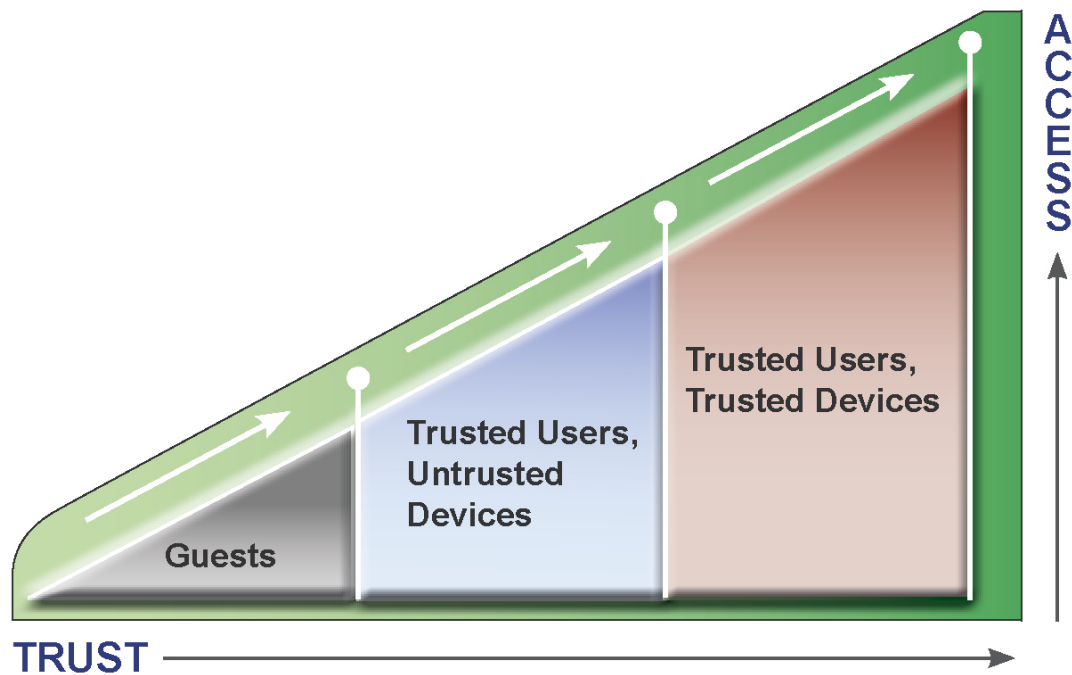 ACCESS
Trusted Users,
Trusted Devices
Trusted Users,
Untrusted
Devices
Guests
TRUST